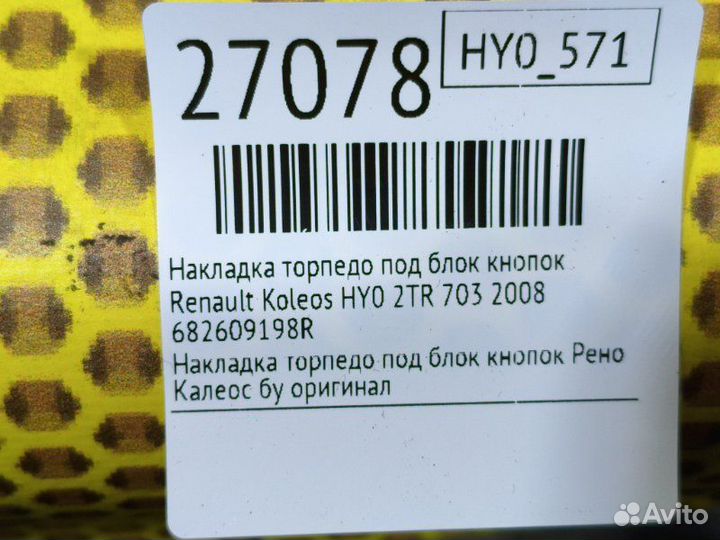 27078
HY0_571
Накладка торпедо под блок кнопок
Renault Koleos HY0 2TR 703 2008
682609198R
Накладка торпедо под блок кнопок Рено
Калеос бу оригинал
Avito